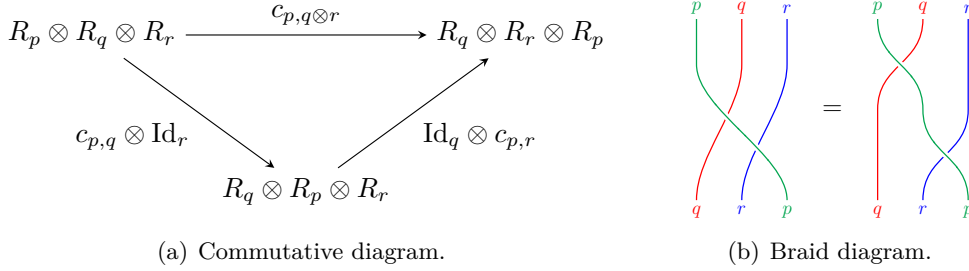 c_{p,q⊗r}
R_p ⊗ R_q ⊗ R_r
R_q ⊗ R_r ⊗ R_p
c_{p,q} ⊗ Id_r
Id_q ⊗ c_{p,r}
R_q ⊗ R_p ⊗ R_r
(a) Commutative diagram.
p q r
=
p q r
q r p
q r p
(b) Braid diagram.